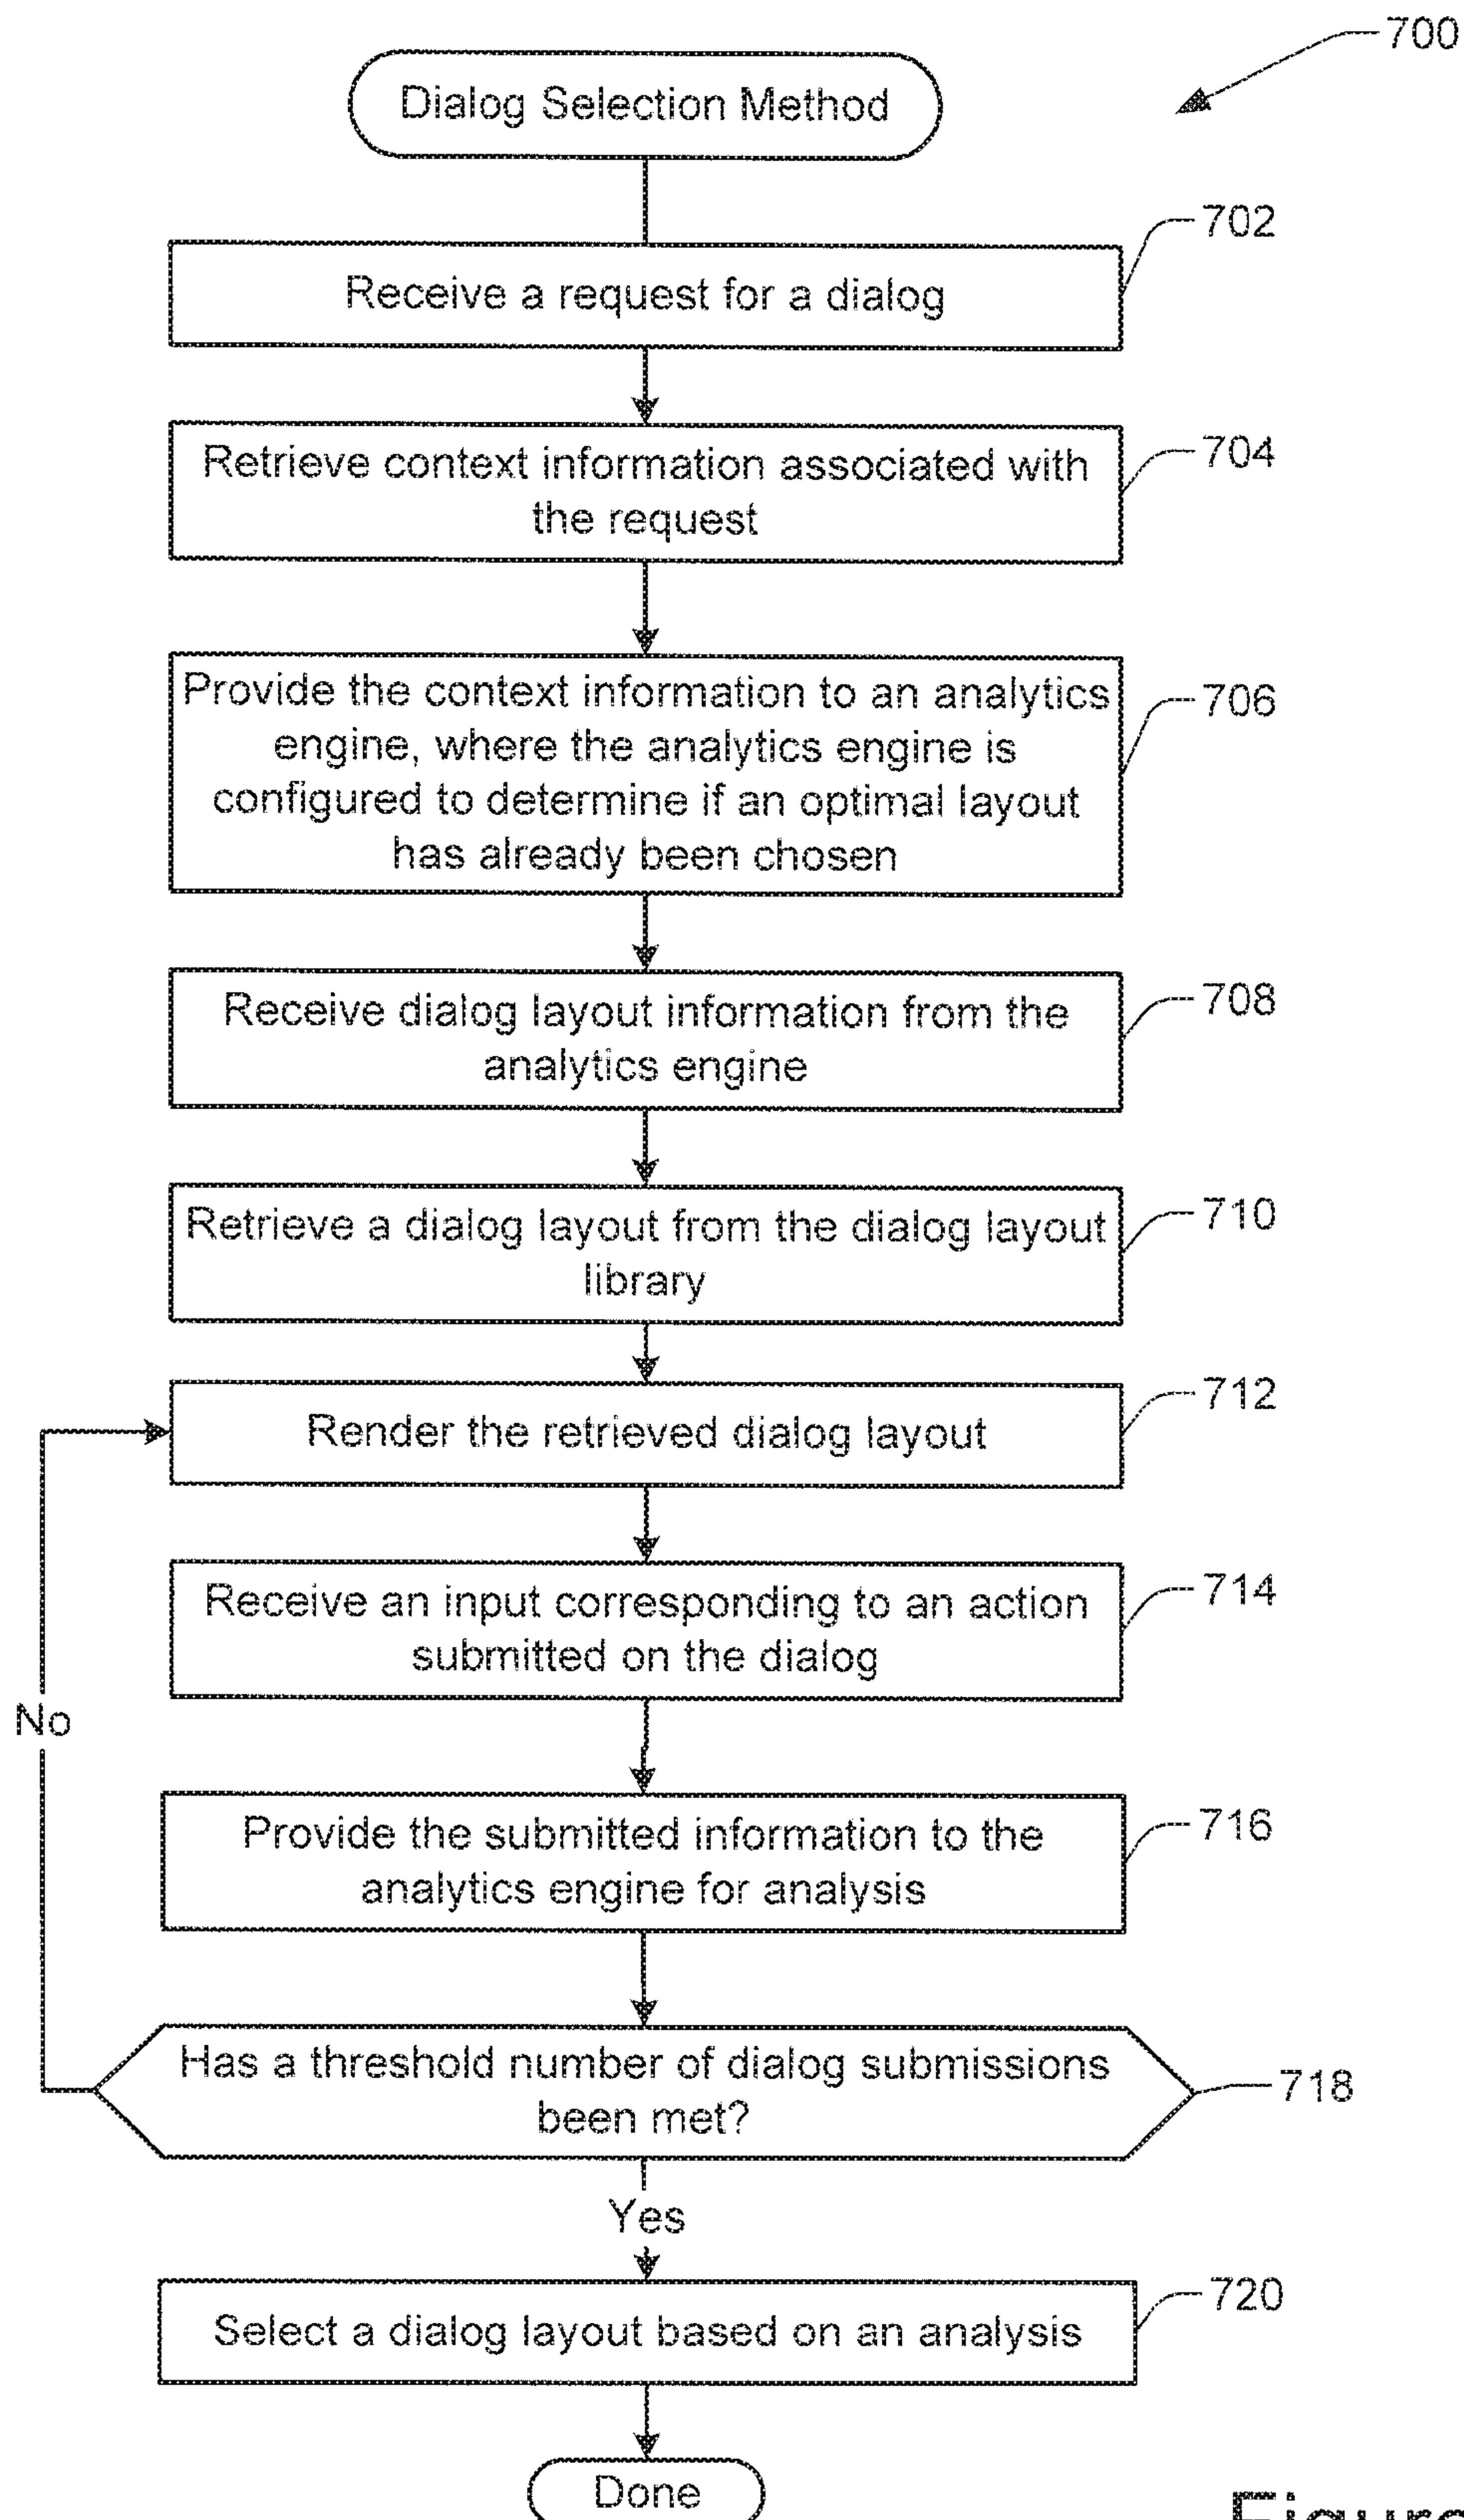 700
Dialog Selection Method
702
Receive a request for a dialog
704
Retrieve context information associated with
the request
706
Provide the context information to an analytics
engine, where the analytics engine is
configured to determine if an optimal layout
has already been chosen
708
Receive dialog layout information from the
analytics engine
710
Retrieve a dialog layout from the dialog layout
library
712
Render the retrieved dialog layout
714
Receive an input corresponding to an action
submitted on the dialog
No
716
Provide the submitted information to the
analytics engine for analysis
Has a threshold number of dialog submissions
been met?
718
Yes
720
Select a dialog layout based on an analysis
Done